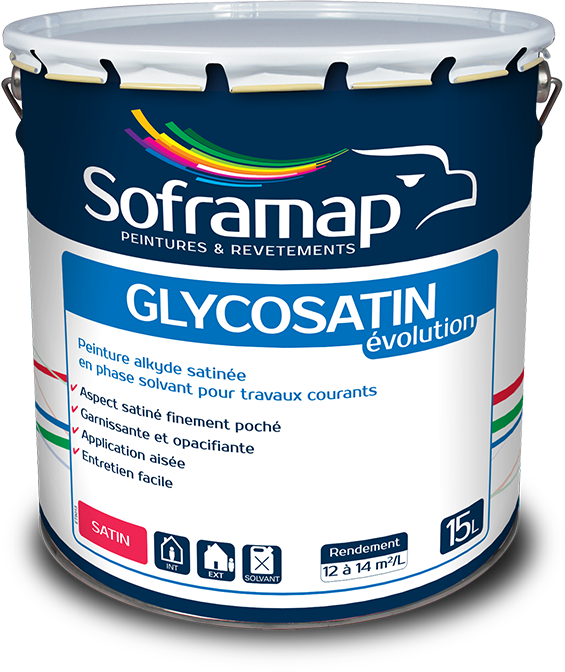 Soframap
PEINTURES & REVETEMENTS
GLYCOSATIN
évolution
Peinture alkyde satinée
en phase solvant pour travaux courants
Aspect satiné finement poché
Garnissante et opacifiante
Application aisée
Entretien facile
SATIN
INT
EXT
SOLVANT
Rendement
12 à 14 m²/L
15L